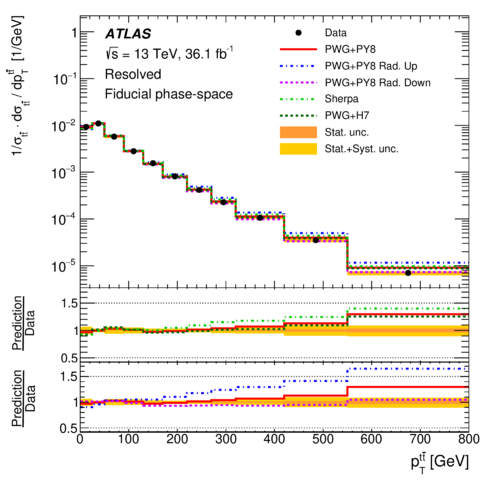 ATLAS
√s = 13 TeV, 36.1 fb⁻¹
Resolved
Fiducial phase-space
Data
PWG+PY8
PWG+PY8 Rad. Up
PWG+PY8 Rad. Down
Sherpa
PWG+H7
Stat. unc.
Stat.+Syst. unc.
1/σ_tt̄ · dσ_tt̄ / dp_T^tt̄ [1/GeV]
1
10⁻¹
10⁻²
10⁻³
10⁻⁴
10⁻⁵
Prediction
Data
1.5
1
0.5
Prediction
Data
1.5
1
0.5
0 100 200 300 400 500 600 700 800
p_T^tt̄ [GeV]